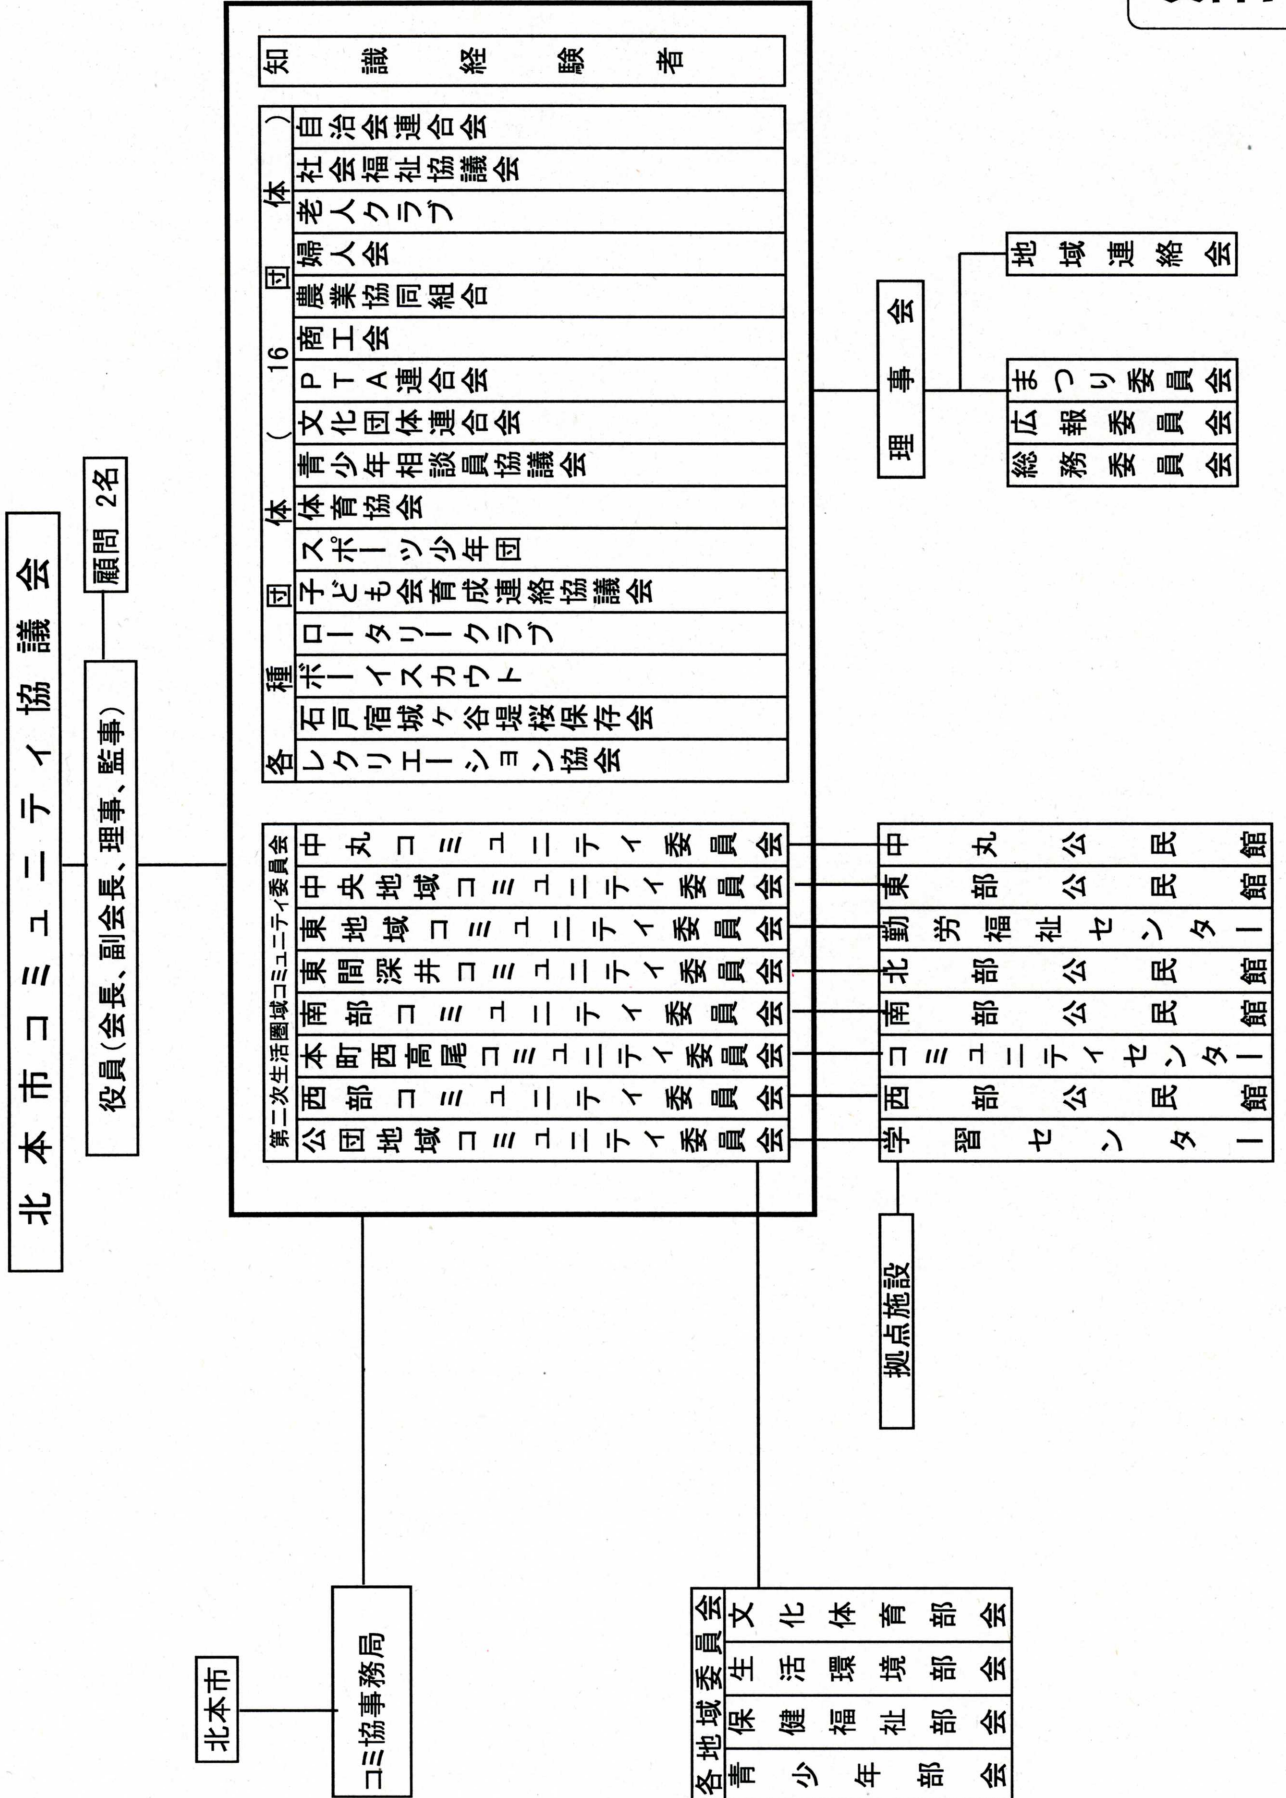 北本市コミュニティ協議会
役員(会長、副会長、理事、監事)
顧問 2名
北本市
コミ協事務局
第二次生活圏域コミュニティ委員会
公団地域コミュニティ委員会
西部コミュニティ委員会
本町西高尾コミュニティ委員会
南部コミュニティ委員会
東間深井コミュニティ委員会
東地域コミュニティ委員会
中央地域コミュニティ委員会
中丸コミュニティ委員会
各種団体(16団体)
レクリエーション協会
石戸宿城ケ谷堤桜保存会
ボーイスカウト
ロータリークラブ
子ども会育成連絡協議会
スポーツ少年団
体育協会
青少年相談員協議会
文化団体連合会
PTA連合会
商工会
農業協同組合
婦人会
老人クラブ
社会福祉協議会
自治会連合会
知識経験者
各地域委員会
青少年部会
保健福祉部会
生活環境部会
文化体育部会
拠点施設
学習センター
西部公民館
コミュニティセンター
南部公民館
北部公民館
勤労福祉センター
東部公民館
中丸公民館
理事会
総務委員会
広報委員会
まつり委員会
地域連絡会